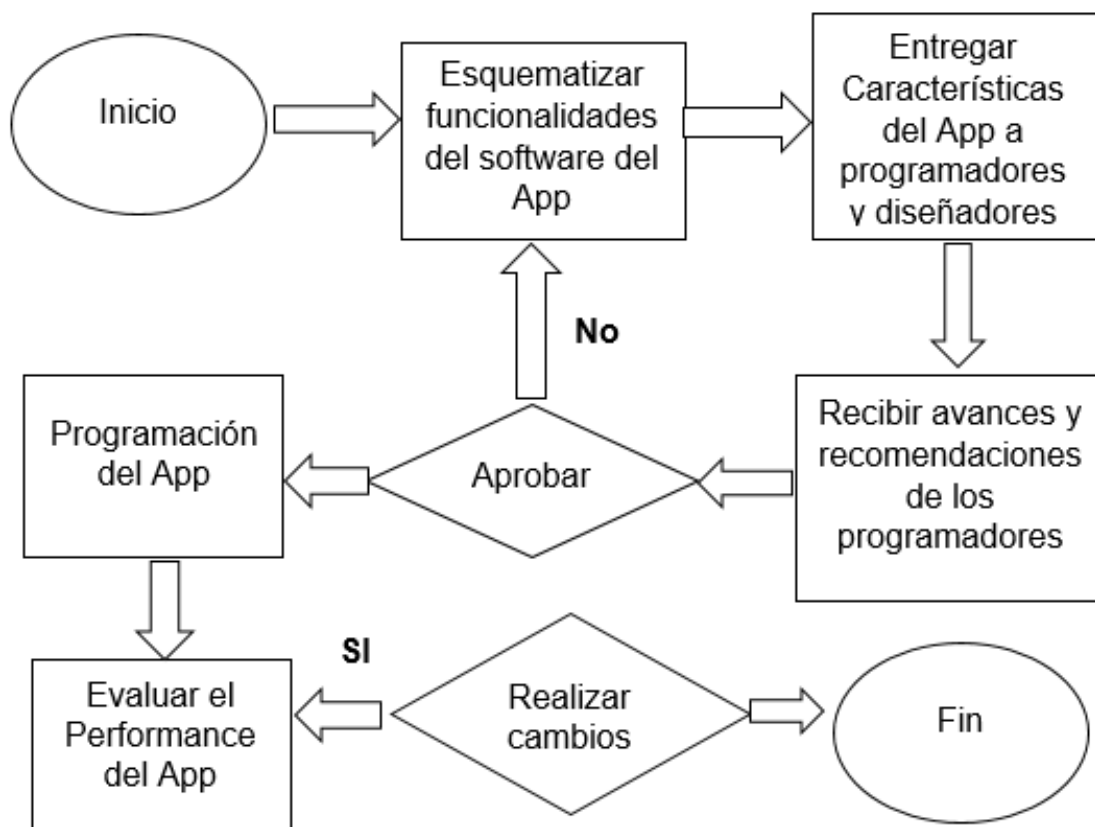 Inicio
Esquematizar
funcionalidades
del software del
App
Entregar
Características
del App a
programadores
y diseñadores
No
Programación
del App
Aprobar
Recibir avances y
recomendaciones
de los
programadores
SI
Evaluar el
Performance
del App
Realizar
cambios
Fin